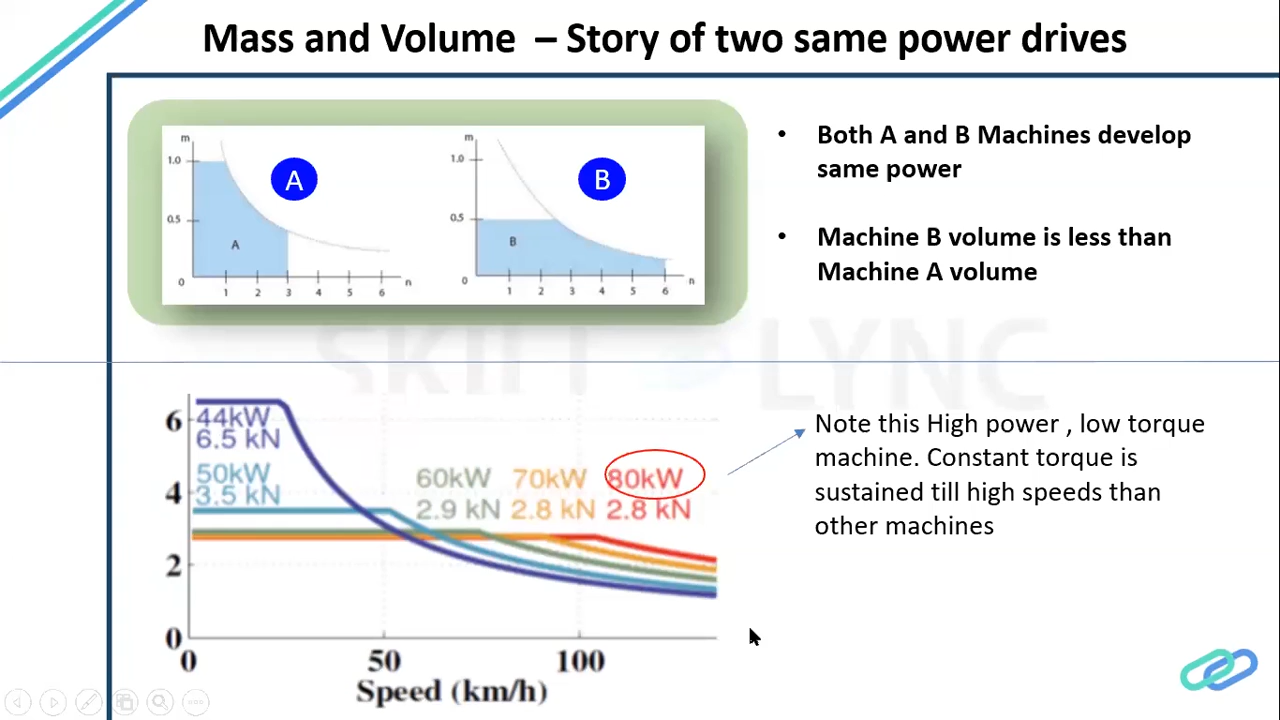 Mass and Volume – Story of two same power drives
m
1.0
0.5
0
A
A
1 2 3 4 5 6
n
m
1.0
0.5
0
B
B
1 2 3 4 5 6
n
• Both A and B Machines develop
same power
• Machine B volume is less than
Machine A volume
SKILL LYNC
6
4
2
0
44kW
6.5 kN
50kW
3.5 kN
60kW 70kW 80kW
2.9 kN 2.8 kN 2.8 kN
0 50 100
Speed (km/h)
Note this High power , low torque
machine. Constant torque is
sustained till high speeds than
other machines